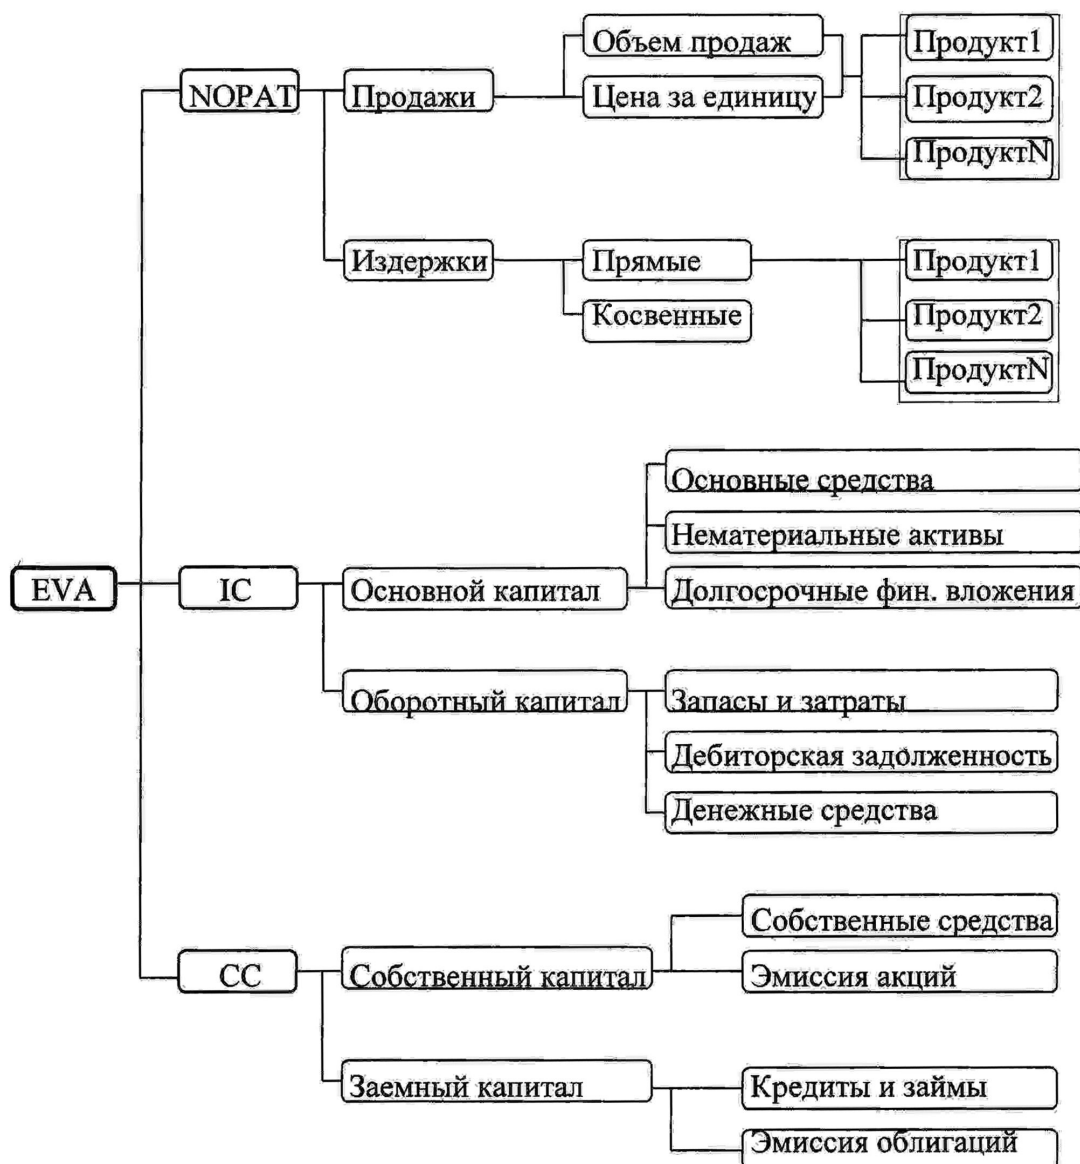 Объем продаж
Продукт1
NOPAT
Продажи
Цена за единицу
Продукт2
ПродуктN
Издержки
Прямые
Продукт1
Косвенные
Продукт2
ПродуктN
Основные средства
Нематериальные активы
EVA
IC
Основной капитал
Долгосрочные фин. вложения
Оборотный капитал
Запасы и затраты
Дебиторская задолженность
Денежные средства
Собственные средства
CC
Собственный капитал
Эмиссия акций
Заемный капитал
Кредиты и займы
Эмиссия облигаций